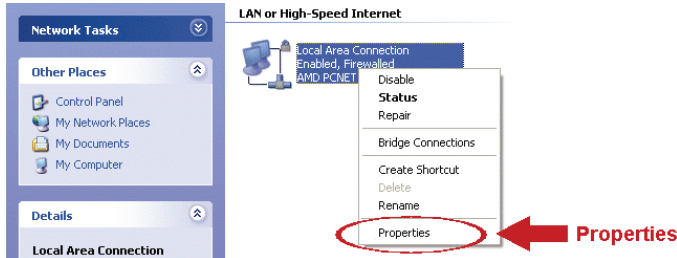 Network Tasks
Other Places
Control Panel
My Network Places
My Documents
My Computer
Details
Local Area Connection
LAN or High-Speed Internet
Local Area Connection
Enabled, Firewalled
AMD PCNET
Disable
Status
Repair
Bridge Connections
Create Shortcut
Delete
Rename
Properties
Properties